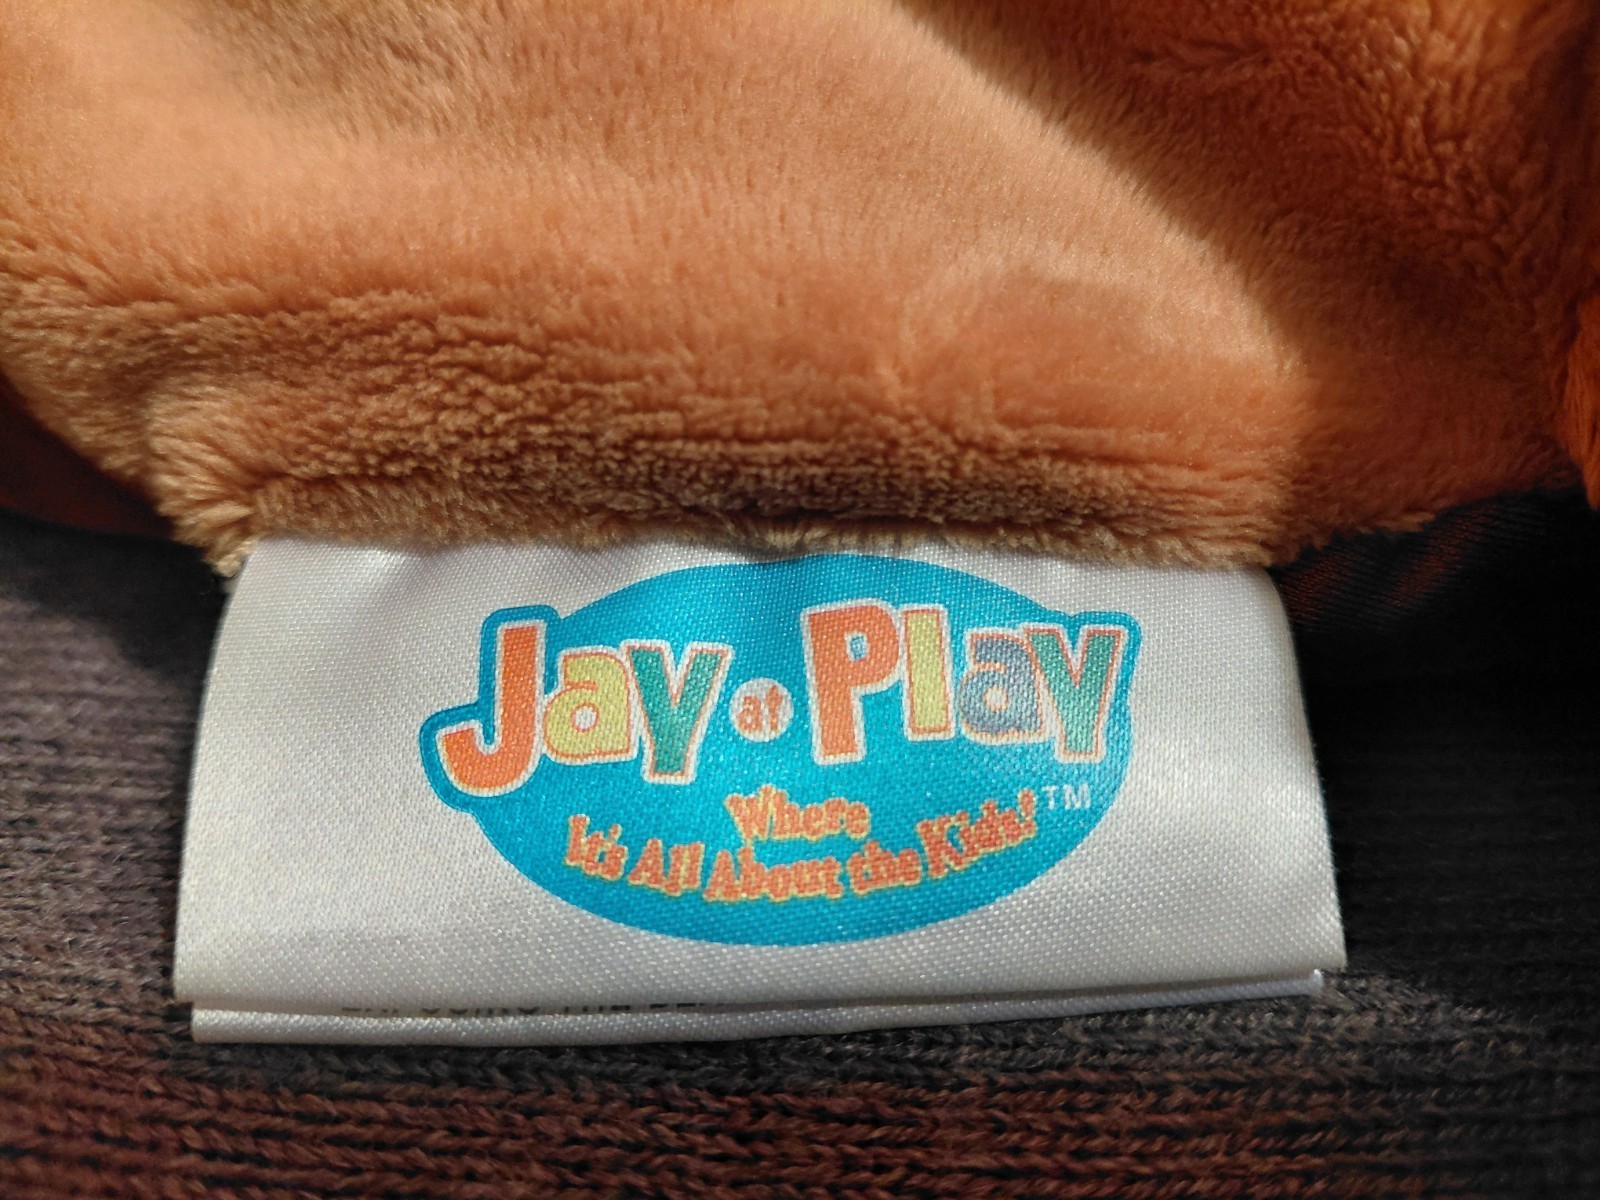 Jay at Play
Where
It's All About the Kids! TM